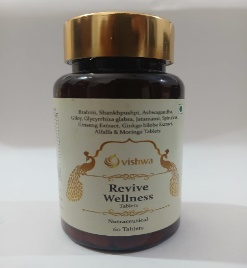 Brahmi, Shankhpushpi, Ashwagandha,
Giloy, Glycyrrhiza glabra, Jatamansi, Spirulina
Ginseng Extract, Ginkgo biloba Extract,
Alfalfa & Moringa Tablets
vishwa
Revive
Wellness
Tablets
Nutraceutical
60 Tablets